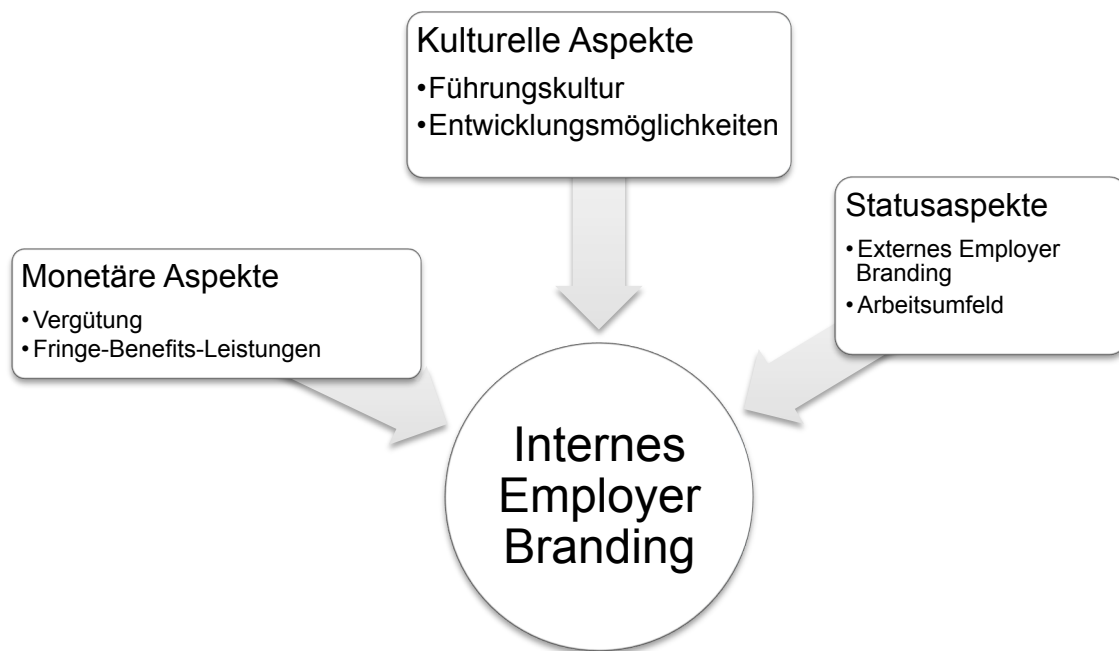 Kulturelle Aspekte
•Führungskultur
•Entwicklungsmöglichkeiten
Statusaspekte
• Externes Employer
Branding
• Arbeitsumfeld
Monetäre Aspekte
• Vergütung
• Fringe-Benefits-Leistungen
Internes
Employer
Branding